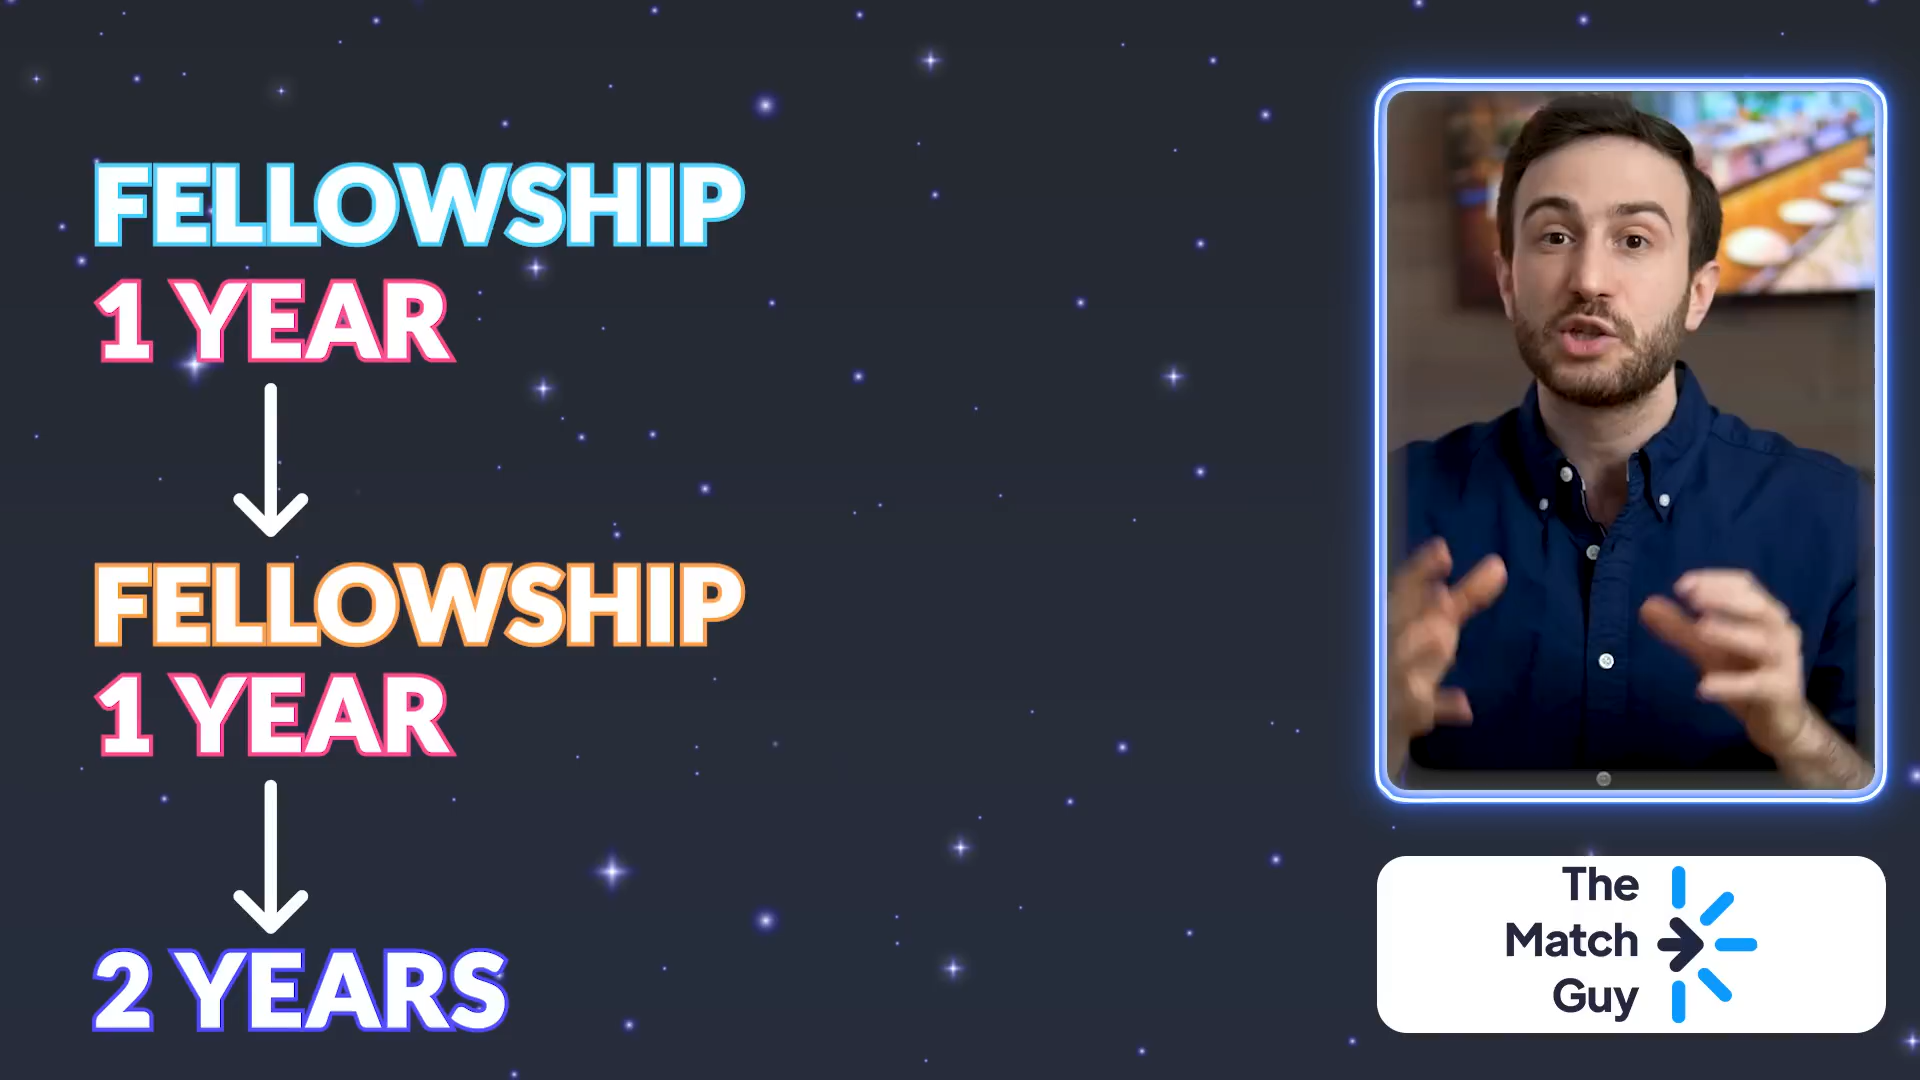 FELLOWSHIP
1 YEAR
FELLOWSHIP
1 YEAR
2 YEARS
The
Match
Guy